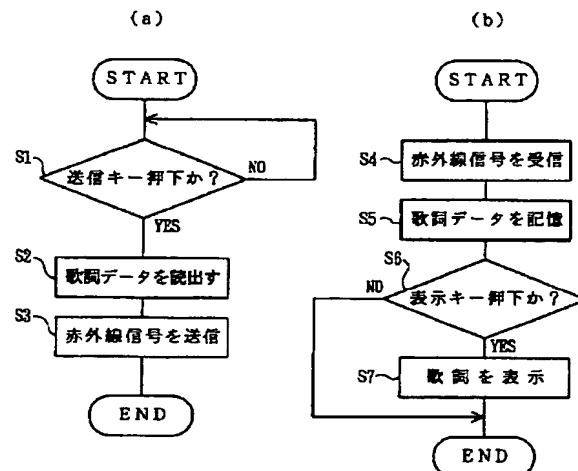 (a)
START
S1
送信キー押下か？
NO
YES
S2
歌詞データを読出す
S3
赤外線信号を送信
END
(b)
START
S4
赤外線信号を受信
S5
歌詞データを記憶
S6
NO
表示キー押下か？
YES
S7
歌詞を表示
END